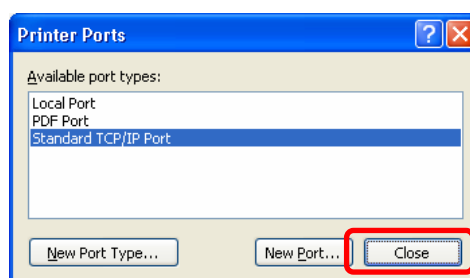 Printer Ports
Available port types:
Local Port
PDF Port
Standard TCP/IP Port
New Port Type... New Port... Close